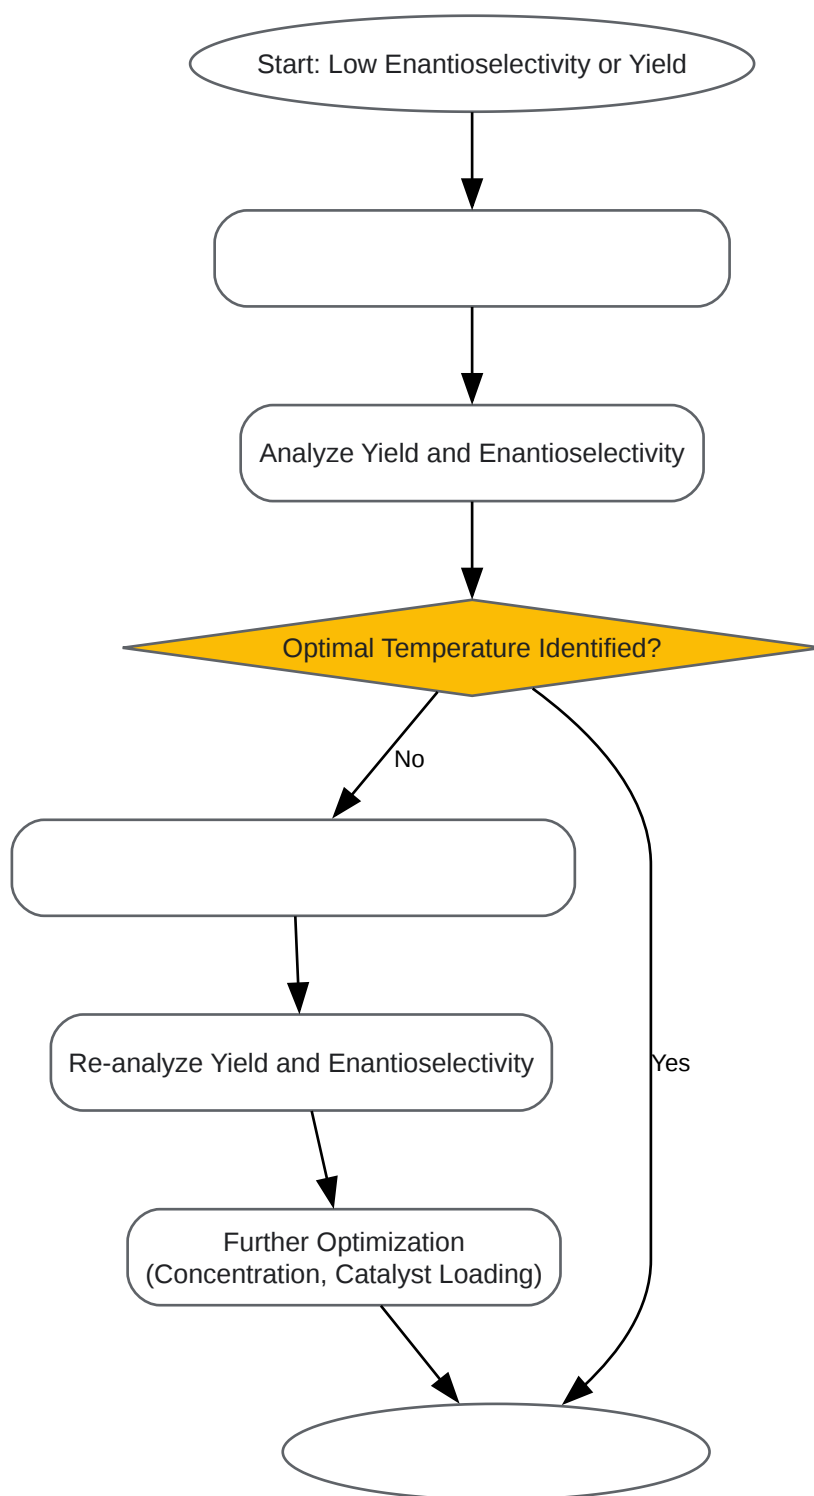 Start: Low Enantioselectivity or Yield
Analyze Yield and Enantioselectivity
Optimal Temperature Identified?
No
Re-analyze Yield and Enantioselectivity
Yes
Further Optimization
(Concentration, Catalyst Loading)